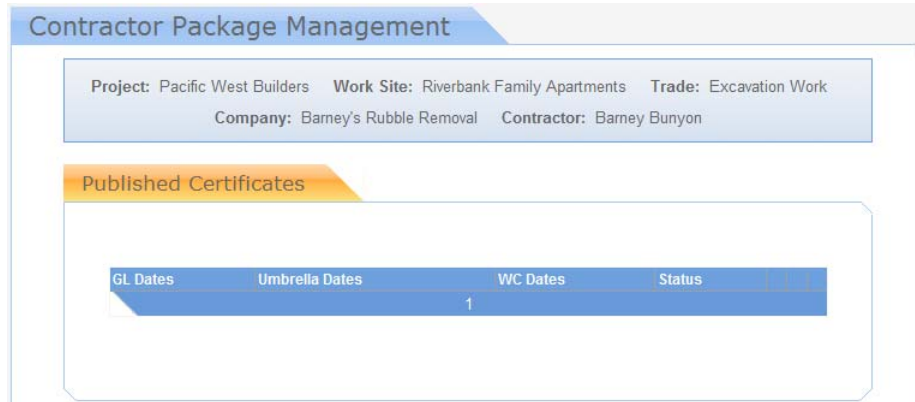 Contractor Package Management
Project: Pacific West Builders Work Site: Riverbank Family Apartments Trade: Excavation Work
Company: Barney's Rubble Removal Contractor: Barney Bunyon
Published Certificates
GL Dates Umbrella Dates WC Dates Status
1